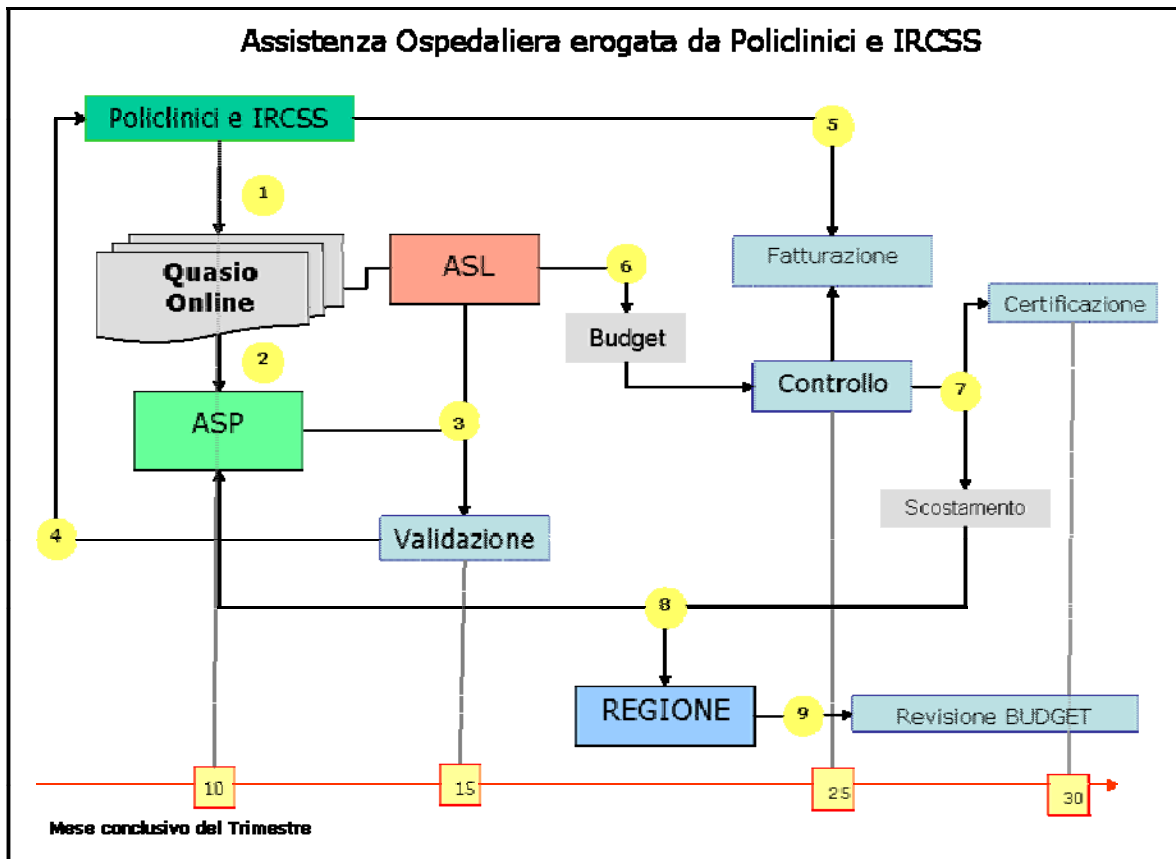 Assistenza Ospedaliera erogata da Policlinici e IRCSS
Policlinici e IRCSS
5
1
Quasio
Online
ASL
6
Fatturazione
Certificazione
Budget
2
Controllo
7
ASP
3
Scostamento
4
Validazione
8
REGIONE
9
Revisione BUDGET
10
15
25
30
Mese conclusivo del Trimestre